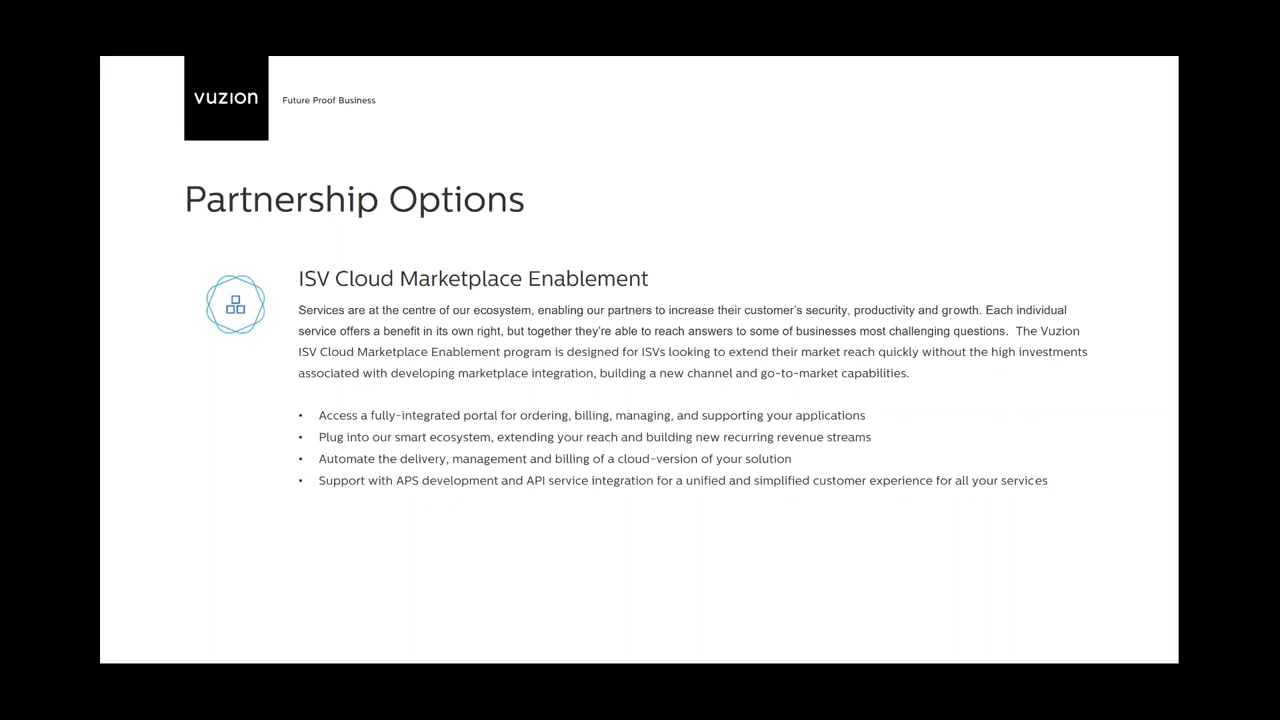 vuzion
Future Proof Business
Partnership Options
ISV Cloud Marketplace Enablement
Services are at the centre of our ecosystem, enabling our partners to increase their customer's security, productivity and growth. Each individual
service offers a benefit in its own right, but together they're able to reach answers to some of businesses most challenging questions. The Vuzion
ISV Cloud Marketplace Enablement program is designed for ISVs looking to extend their market reach quickly without the high investments
associated with developing marketplace integration, building a new channel and go-to-market capabilities.
• Access a fully-integrated portal for ordering, billing, managing, and supporting your applications
• Plug into our smart ecosystem, extending your reach and building new recurring revenue streams
• Automate the delivery, management and billing of a cloud-version of your solution
• Support with APS development and API service integration for a unified and simplified customer experience for all your services